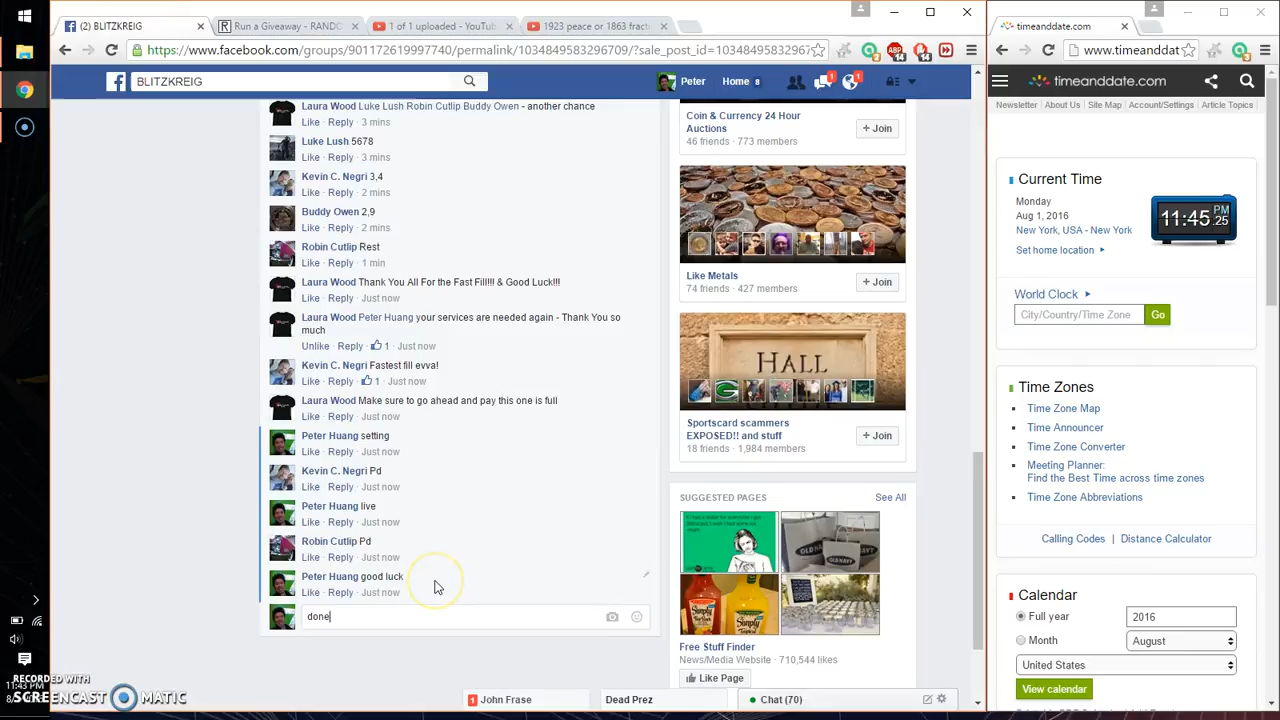 (2) BLITZKREIG
Run a Giveaway - RANDO
1 of 1 uploaded - YouTu
1923 peace or 1863 fract
timeanddate.com
https://www.facebook.com/groups/901172619997740/permalink/1034849583296709/?sale_post_id=10348495832967
www.timeanddat
BLITZKREIG
Peter
Home 8
timeanddate.com
Newsletter
About Us
Site Map
Account/Settings
Article Topics
Laura Wood Luke Lush Robin Cutlip Buddy Owen - another chance
Like · Reply · 3 mins
Luke Lush 5678
Like · Reply · 3 mins
Kevin C. Negri 3,4
Like · Reply · 2 mins
Buddy Owen 2,9
Like · Reply · 2 mins
Robin Cutlip Rest
Like · Reply · 1 min
Laura Wood Thank You All For the Fast Fill!!! & Good Luck!!!
Like · Reply · Just now
Laura Wood Peter Huang your services are needed again - Thank You so
much
Unlike · Reply · 1 · Just now
Kevin C. Negri Fastest fill evva!
Like · Reply · 1 · Just now
Laura Wood Make sure to go ahead and pay this one is full
Like · Reply · Just now
Peter Huang setting
Like · Reply · Just now
Kevin C. Negri Pd
Like · Reply · Just now
Peter Huang live
Like · Reply · Just now
Robin Cutlip Pd
Like · Reply · Just now
Peter Huang good luck
Like · Reply · Just now
done
Coin & Currency 24 Hour
Auctions
+ Join
46 friends · 773 members
Like Metals
+ Join
74 friends · 427 members
HALL
Sportscard scammers
EXPOSED!! and stuff
+ Join
18 friends · 1,984 members
SUGGESTED PAGES
See All
OLD NAVY
Simply
Simply
Free Stuff Finder
News/Media Website · 710,544 likes
Like Page
1 John Frase
Dead Prez
Chat (70)
Current Time
Monday
Aug 1, 2016
New York, USA - New York
Set home location
11:45 PM 25
World Clock
City/Country/Time Zone
Go
Time Zones
Time Zone Map
Time Announcer
Time Zone Converter
Meeting Planner:
Find the Best Time across time zones
Time Zone Abbreviations
Calling Codes | Distance Calculator
Calendar
Full year
2016
Month
August
United States
View calendar
RECORDED WITH
11:43 PM
SCREENCAST MATIC